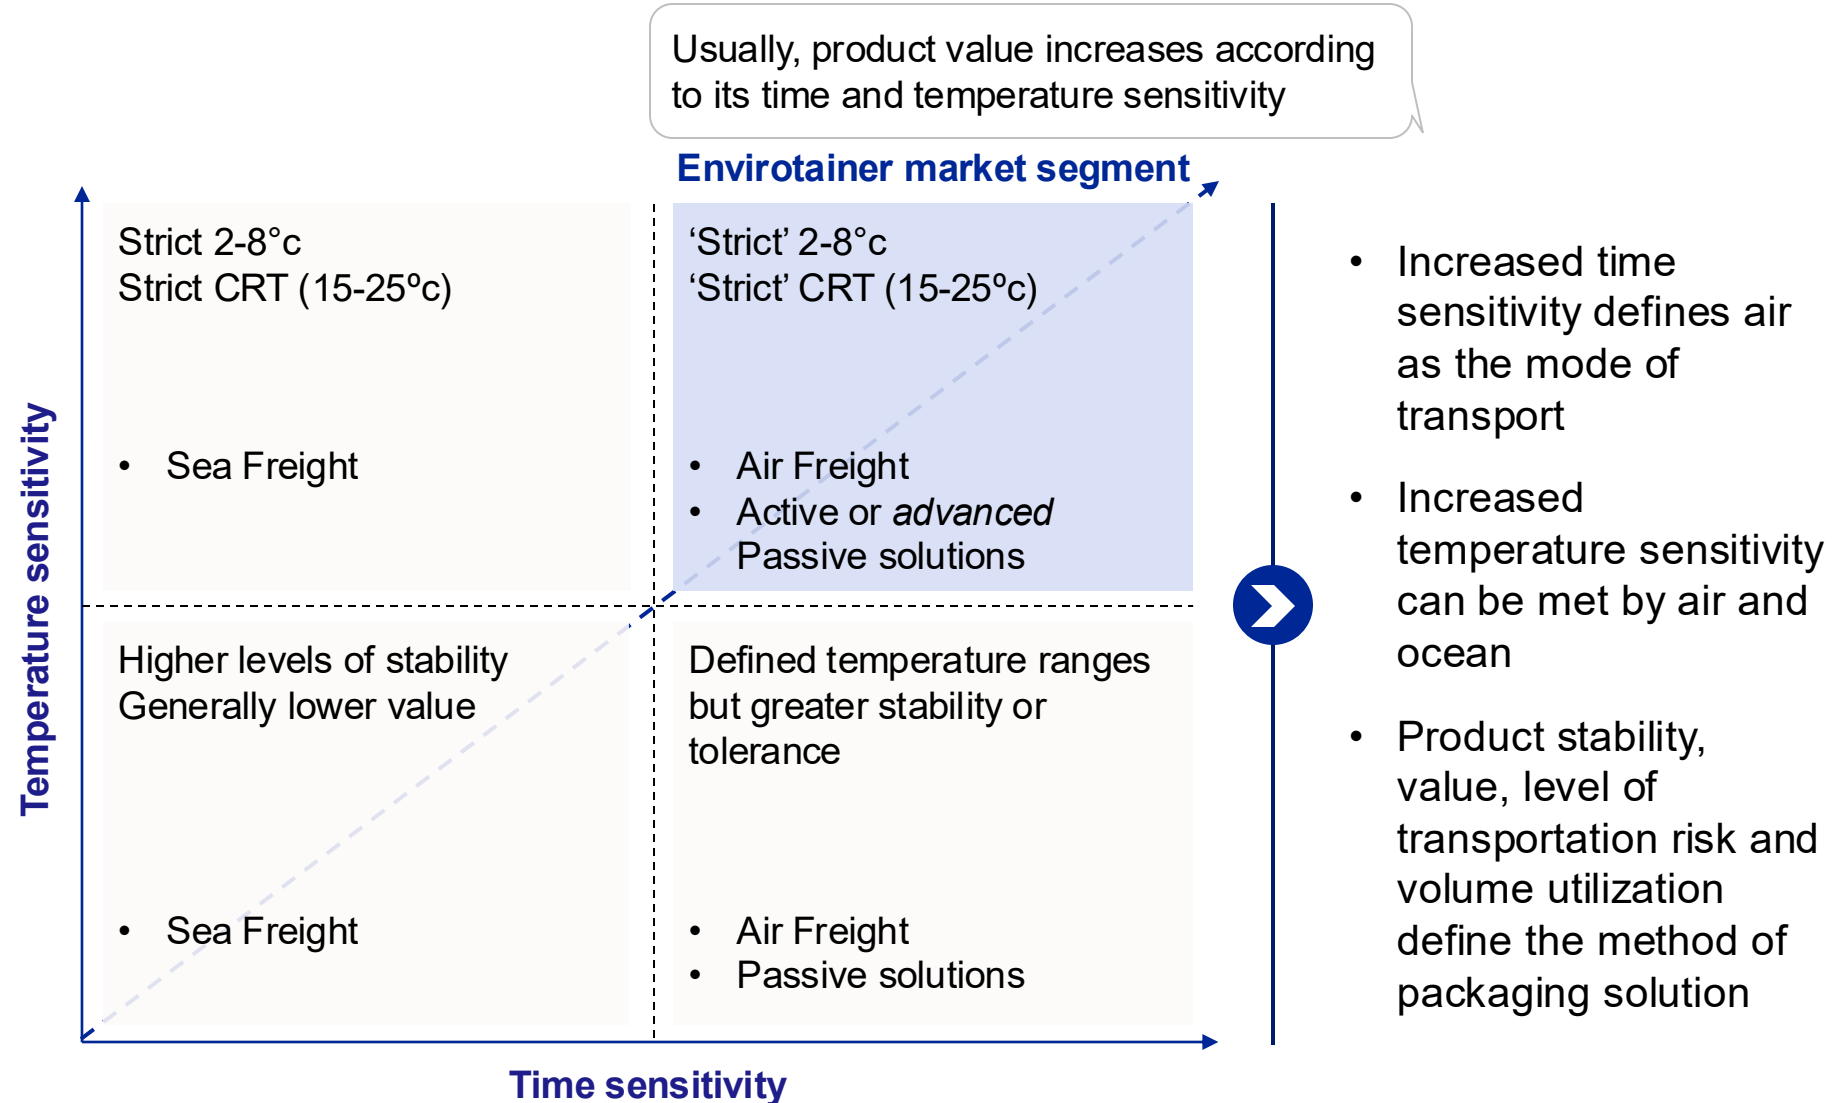 Usually, product value increases according
to its time and temperature sensitivity
Envirotainer market segment
Temperature sensitivity
Strict 2-8°c
Strict CRT (15-25ºc)
• Sea Freight
‘Strict’ 2-8°c
‘Strict’ CRT (15-25ºc)
• Air Freight
• Active or advanced
Passive solutions
Higher levels of stability
Generally lower value
• Sea Freight
Defined temperature ranges
but greater stability or
tolerance
• Air Freight
• Passive solutions
Time sensitivity
• Increased time
sensitivity defines air
as the mode of
transport
• Increased
temperature sensitivity
can be met by air and
ocean
• Product stability,
value, level of
transportation risk and
volume utilization
define the method of
packaging solution